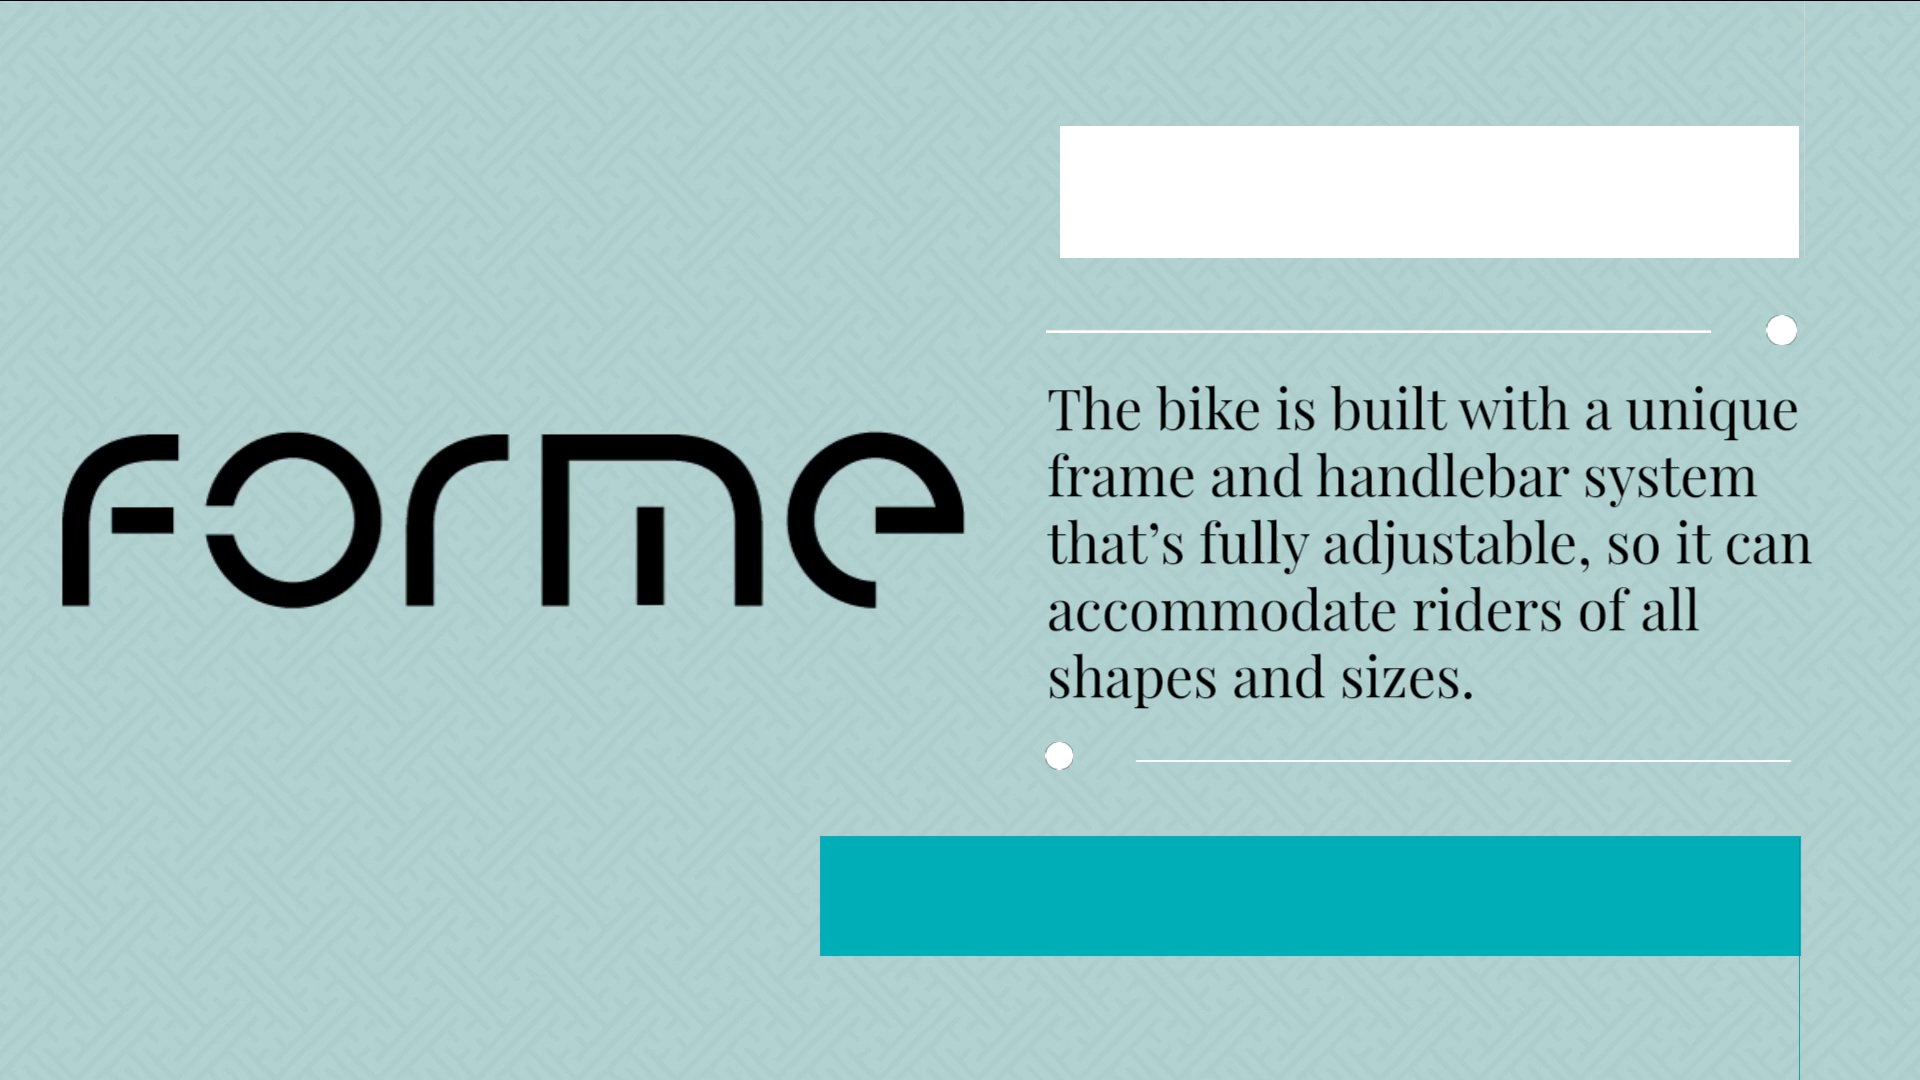 forme
The bike is built with a unique
frame and handlebar system
that’s fully adjustable, so it can
accommodate riders of all
shapes and sizes.